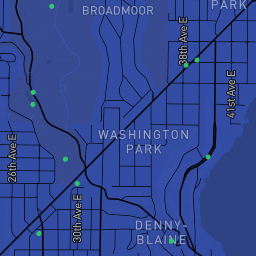 PARK
BROADMOOR
38th Ave E
41st Ave E
WASHINGTON
PARK
26th Ave E
30th Ave E
DENNY-
BLAINE